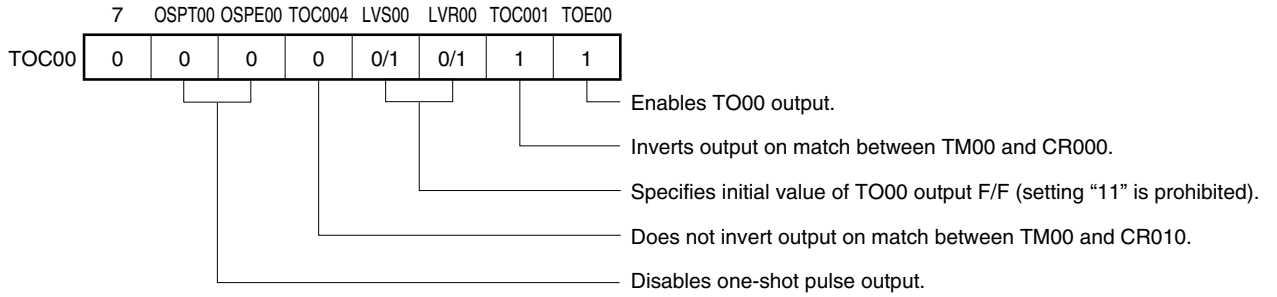 7 OSPT00 OSPE00 TOC004 LVS00 LVR00 TOC001 TOE00
TOC00 0 0 0 0 0/1 0/1 1 1
Enables TO00 output.
Inverts output on match between TM00 and CR000.
Specifies initial value of TO00 output F/F (setting “11” is prohibited).
Does not invert output on match between TM00 and CR010.
Disables one-shot pulse output.